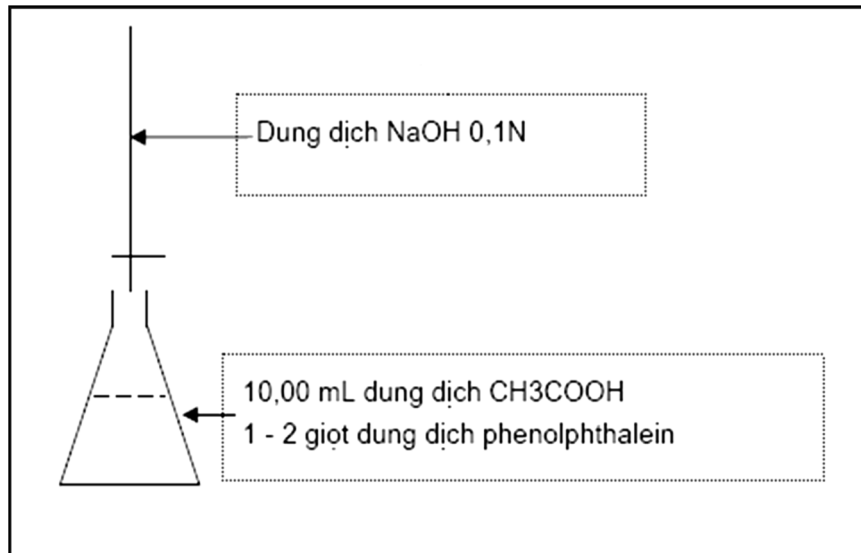 Dung dịch NaOH 0,1N
10,00 mL dung dịch CH3COOH
1 - 2 giọt dung dịch phenolphthalein